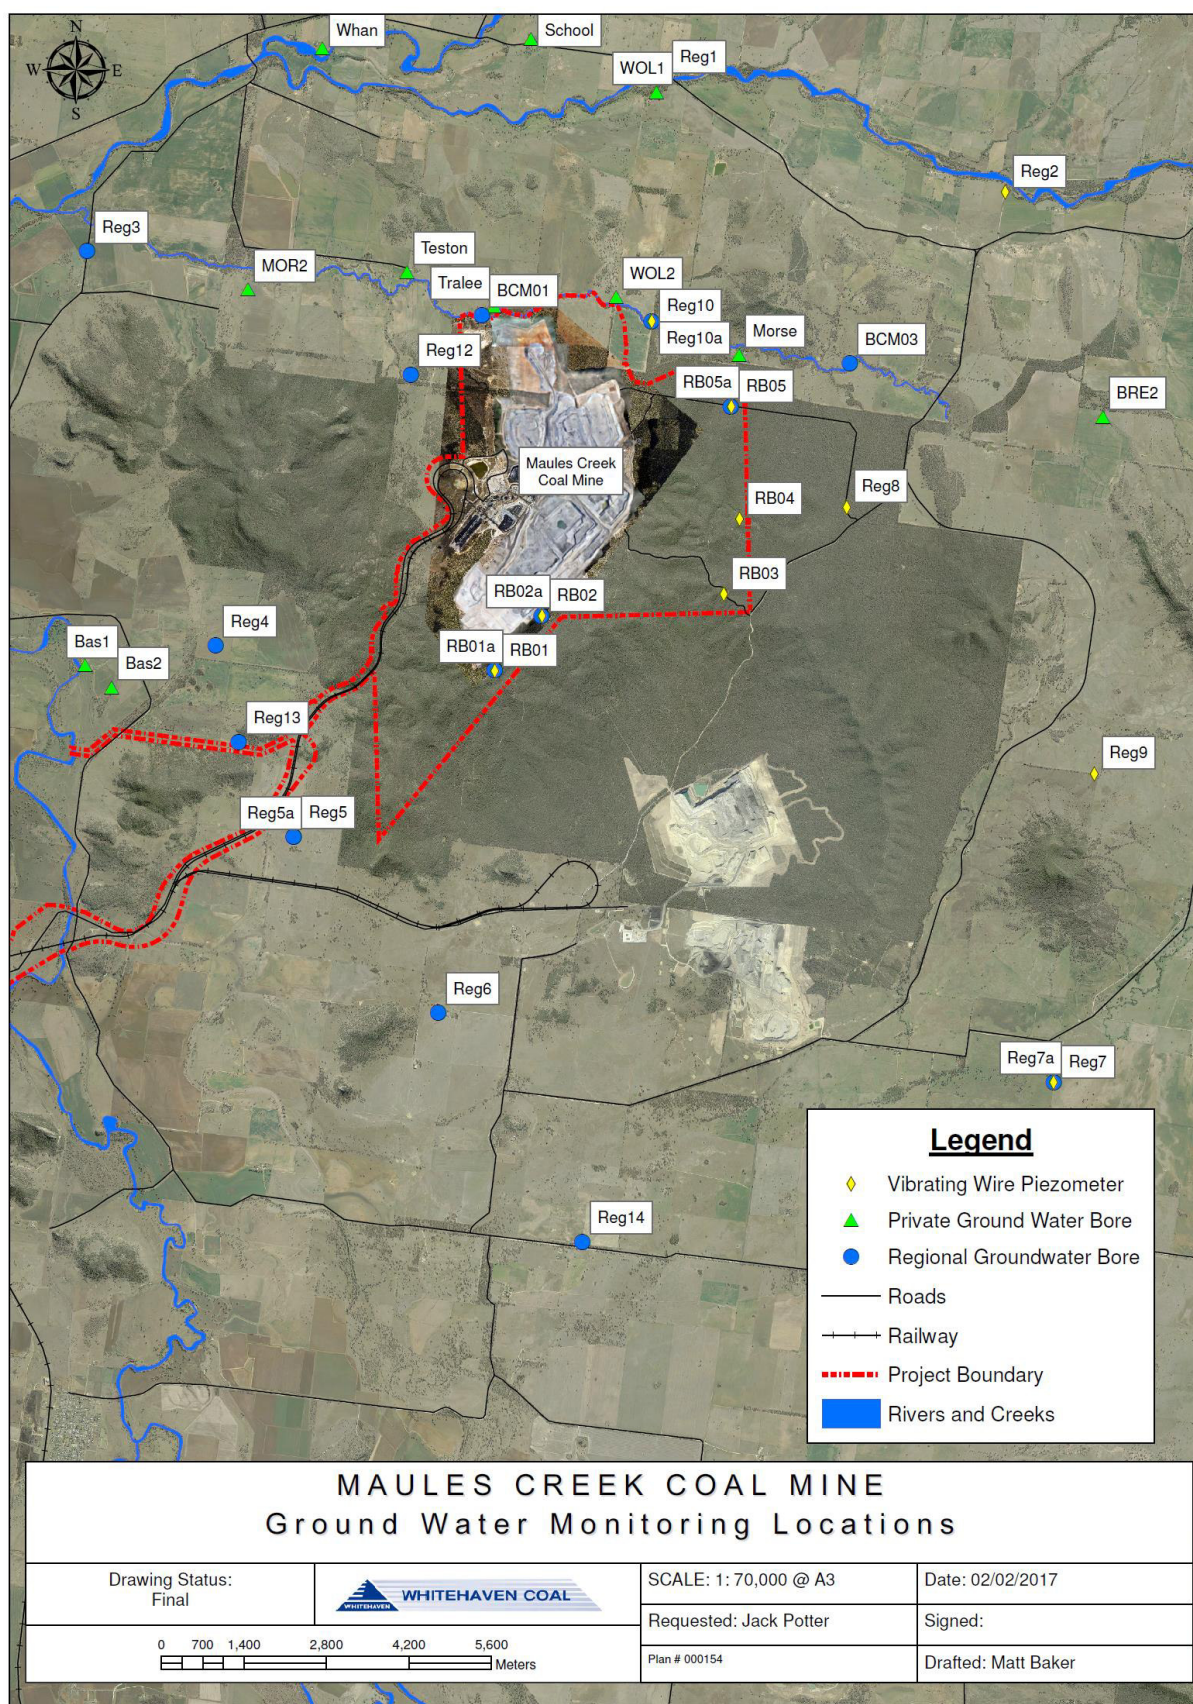 N
W E
S
Whan
School
WOL1
Reg1
Reg2
Reg3
MOR2
Teston
Tralee
BCM01
WOL2
Reg10
Reg10a
Morse
BCM03
Reg12
RB05a
RB05
BRE2
Maules Creek
Coal Mine
RB04
Reg8
RB03
RB02a
RB02
RB01a
RB01
Reg4
Bas1
Bas2
Reg13
Reg9
Reg5a
Reg5
Reg6
Reg7a
Reg7
Reg14
Legend
Vibrating Wire Piezometer
Private Ground Water Bore
Regional Groundwater Bore
Roads
Railway
Project Boundary
Rivers and Creeks
MAULES CREEK COAL MINE
Ground Water Monitoring Locations
Drawing Status:
Final
WHITEHAVEN
WHITEHAVEN COAL
SCALE: 1: 70,000 @ A3
Date: 02/02/2017
Requested: Jack Potter
Signed:
0 700 1,400 2,800 4,200 5,600
Meters
Plan # 000154
Drafted: Matt Baker